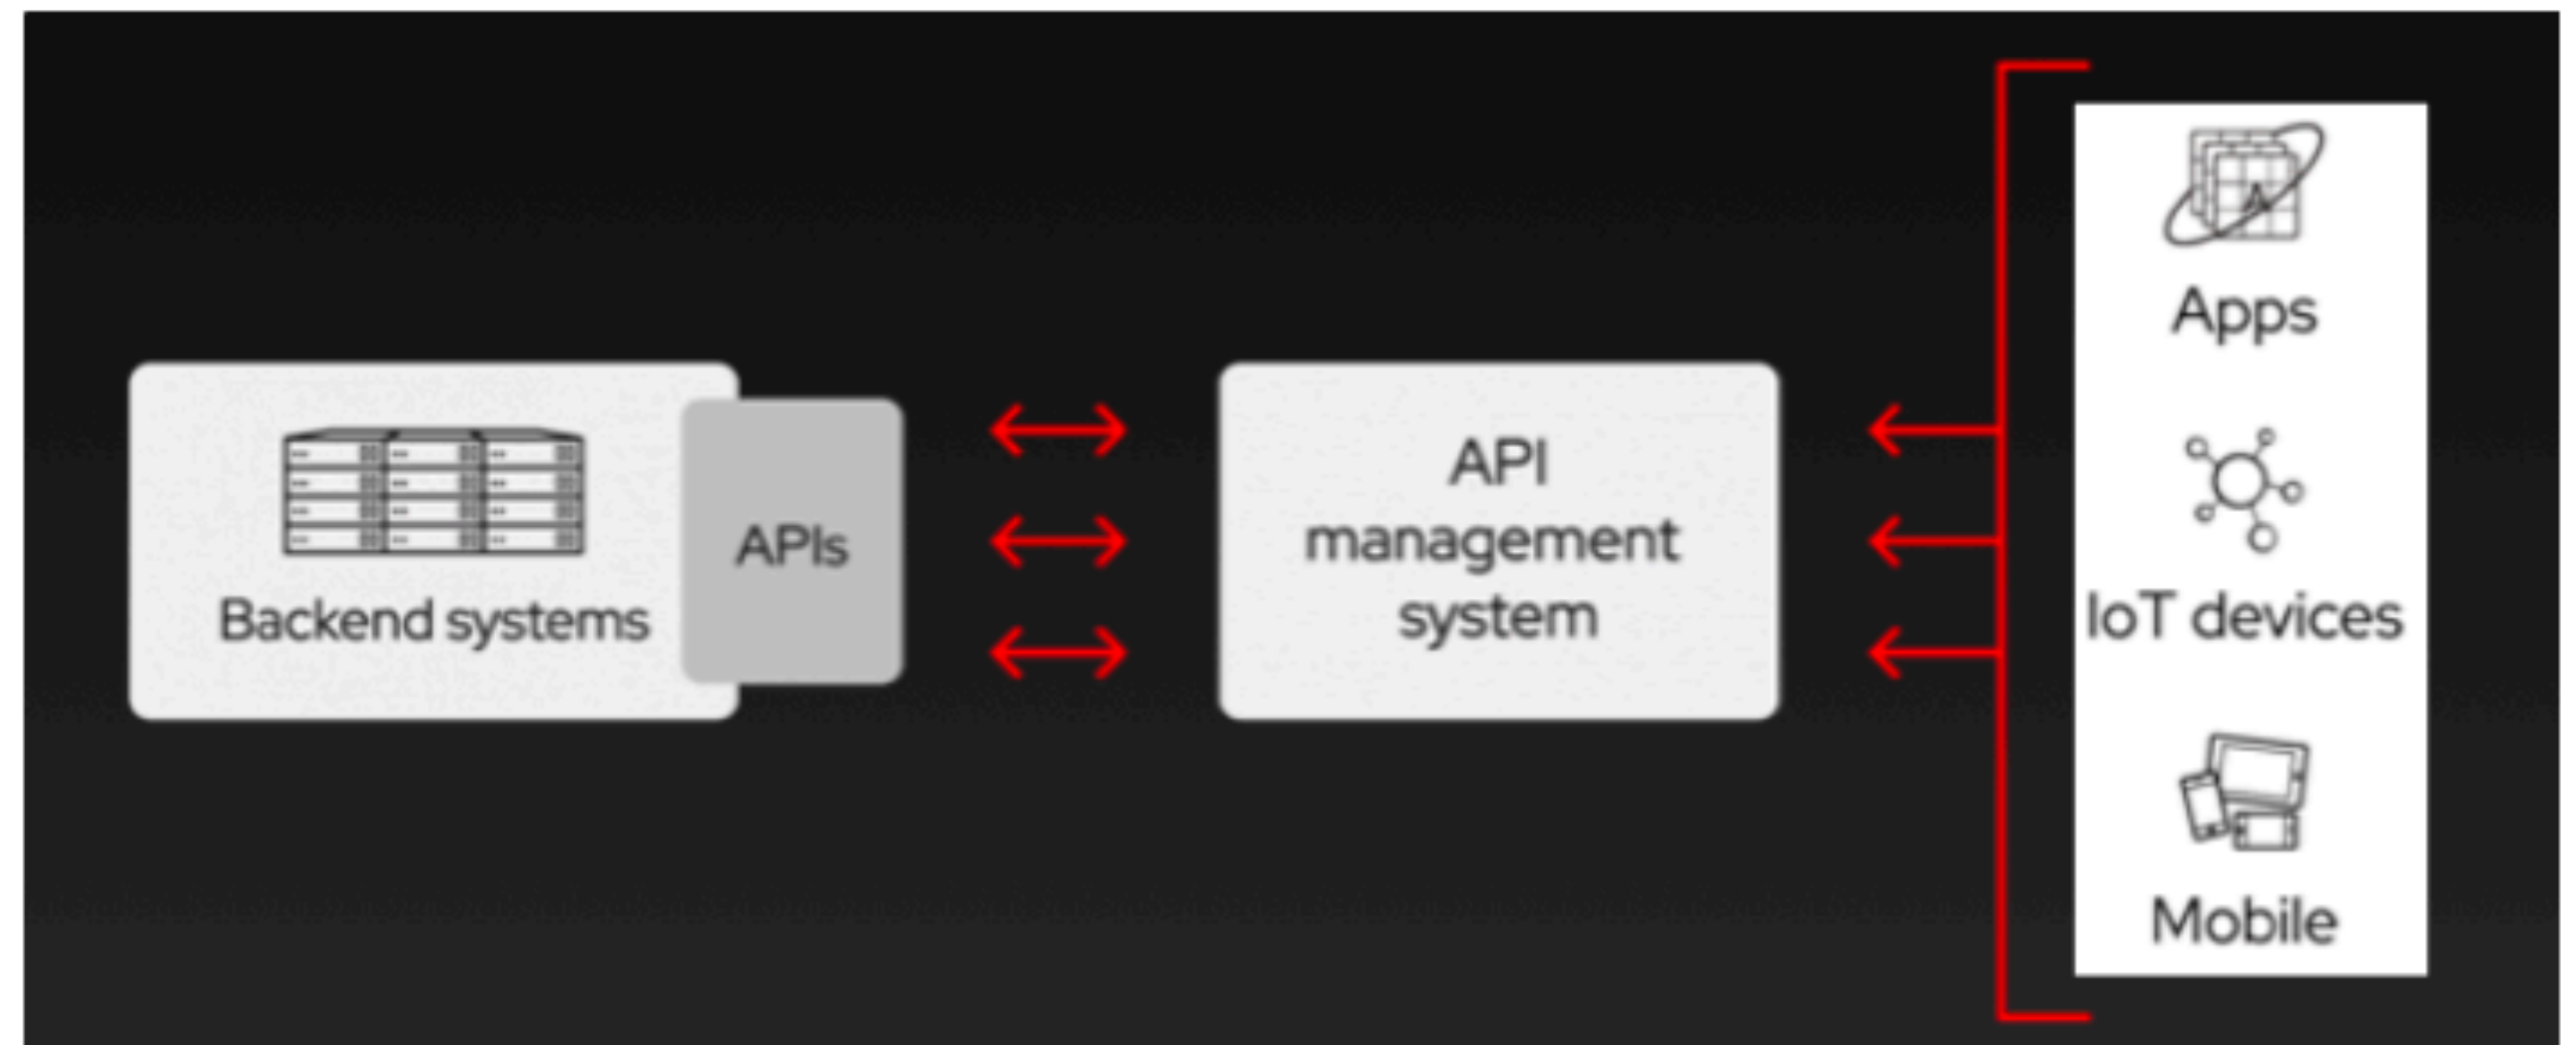 Backend systems
APIs
API
management
system
Apps
IoT devices
Mobile